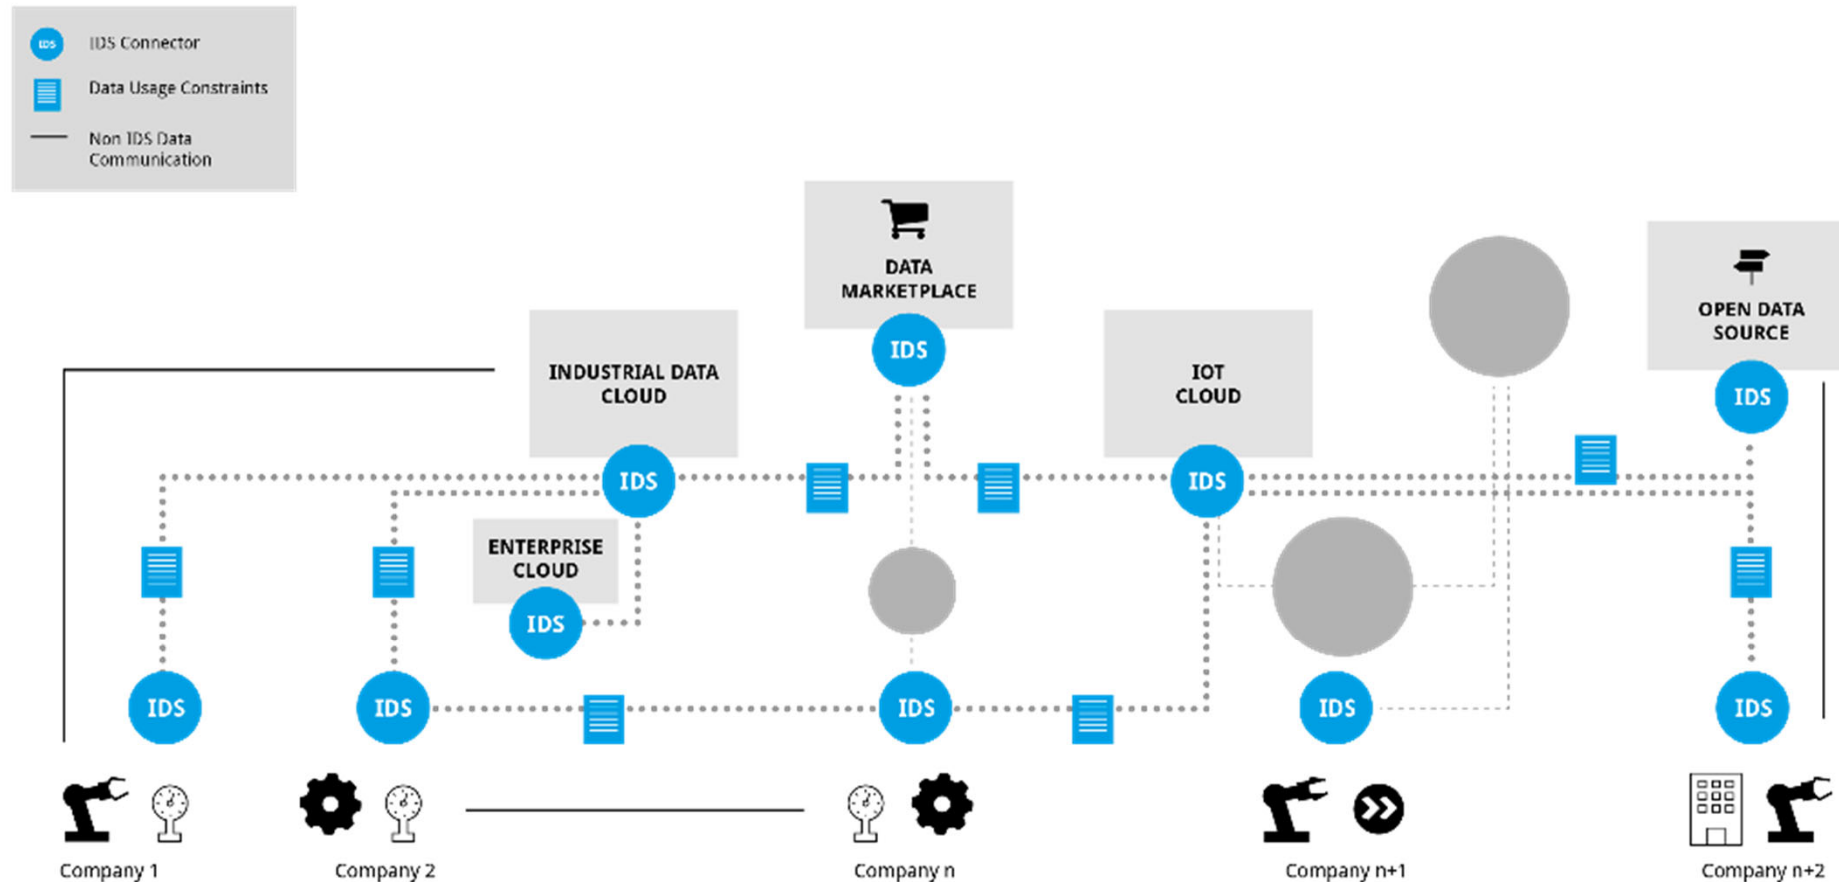 IDS
IDS Connector
Data Usage Constraints
Non IDS Data
Communication
DATA
MARKETPLACE
IDS
OPEN DATA
SOURCE
IDS
INDUSTRIAL DATA
CLOUD
IDS
IOT
CLOUD
IDS
ENTERPRISE
CLOUD
IDS
IDS
IDS
IDS
IDS
IDS
Company 1
Company 2
Company n
Company n+1
Company n+2